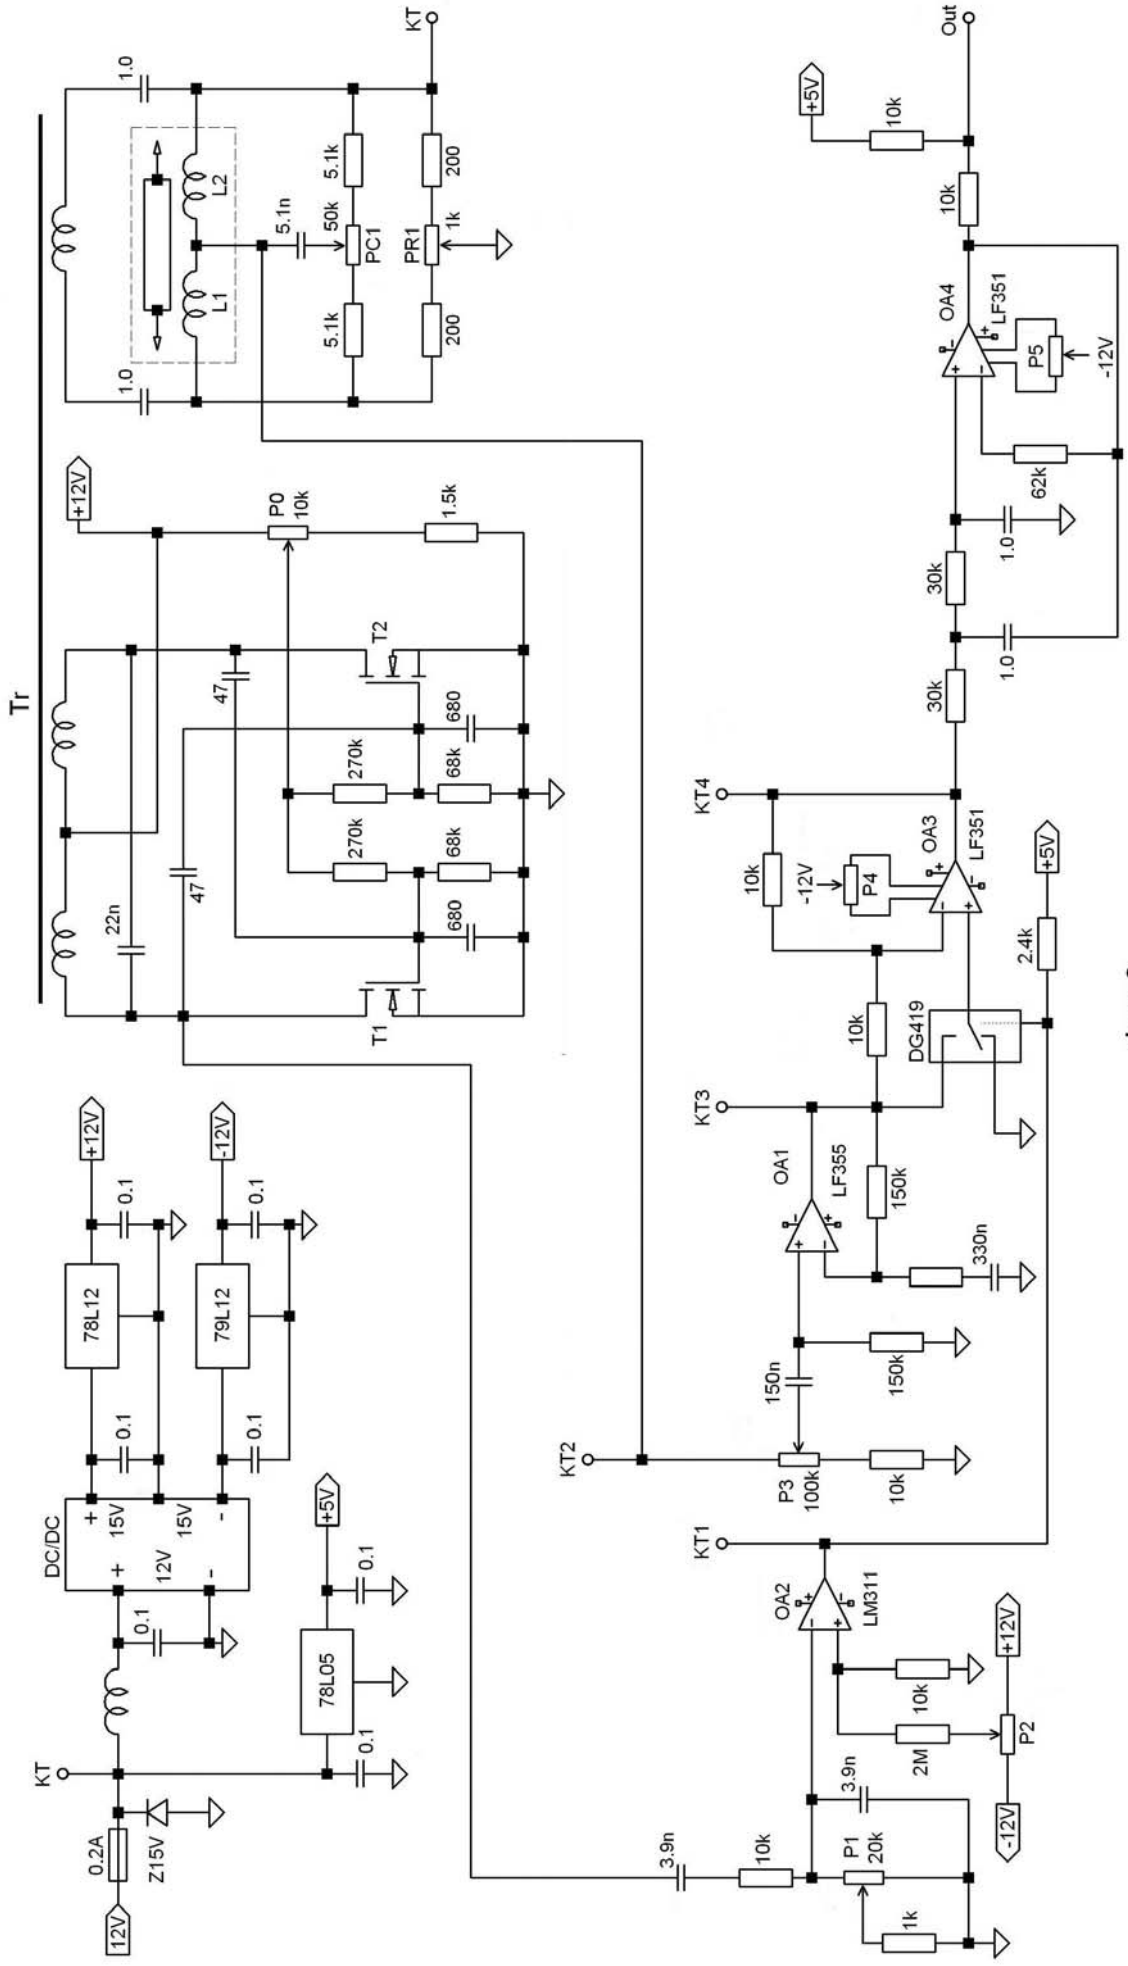 12V
0.2A
Z15V
KT
0.1
DC/DC
+
12V
-
+
15V
15V
-
0.1
78L12
0.1
+12V
0.1
79L12
0.1
-12V
0.1
78L05
0.1
+5V
Tr
22n
47
47
T1
T2
680
270k
68k
270k
68k
680
+12V
P0
10k
1.5k
1.0
1.0
L1
L2
5.1n
5.1k
50k
PC1
5.1k
200
PR1
1k
200
KT
3.9n
10k
P1
20k
1k
3.9n
2M
10k
-12V
P2
+12V
OA2
-
+
+
-
LM311
KT1
KT2
P3
100k
10k
150n
150k
OA1
+
-
-
+
LF355
330n
150k
KT3
10k
DG419
2.4k
+5V
10k
-12V
P4
OA3
-
+
+
-
LF351
KT4
30k
1.0
30k
1.0
62k
OA4
+
-
-
+
LF351
P5
-12V
10k
10k
+5V
Out